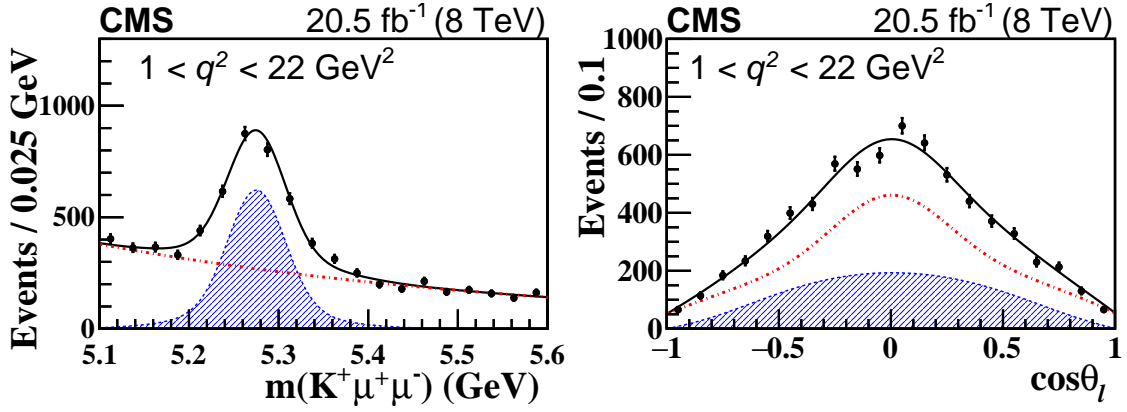 CMS 20.5 fb⁻¹ (8 TeV)
1 < q² < 22 GeV²
Events / 0.025 GeV
1000
500
0
5.1 5.2 5.3 5.4 5.5 5.6
m(K⁺μ⁺μ⁻) (GeV)
CMS 20.5 fb⁻¹ (8 TeV)
1 < q² < 22 GeV²
Events / 0.1
1000
800
600
400
200
0
−1 −0.5 0 0.5 1
cosθₗ